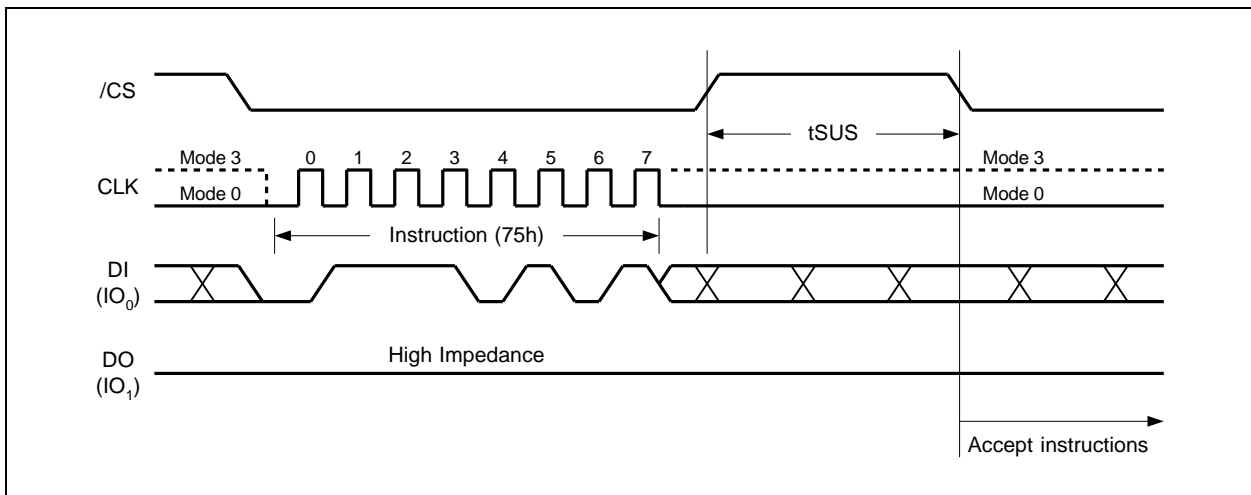 /CS
tSUS
Mode 3
0 1 2 3 4 5 6 7
Mode 3
CLK
Mode 0
Mode 0
Instruction (75h)
DI
(IO₀)
High Impedance
DO
(IO₁)
Accept instructions